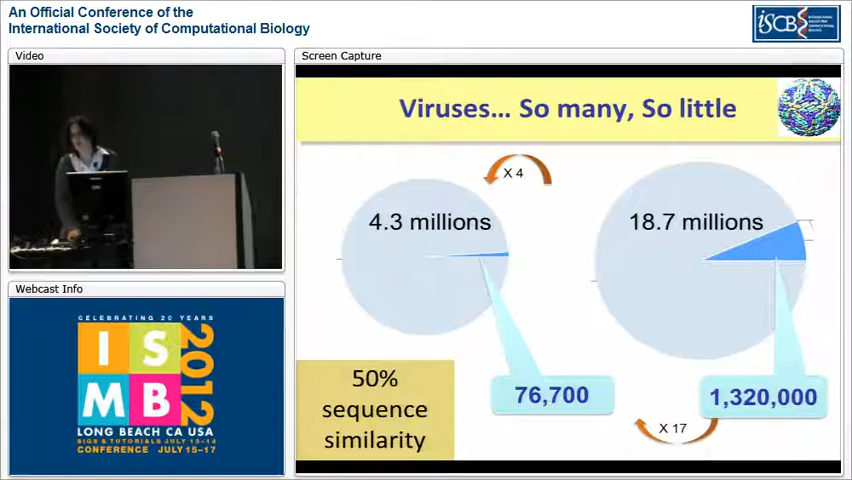 An Official Conference of the
International Society of Computational Biology
ISCB
Video
Screen Capture
Viruses... So many, So little
X 4
4.3 millions
18.7 millions
76,700
1,320,000
X 17
50%
sequence
similarity
Webcast Info
CELEBRATING 20 YEARS
ISMB
2012
LONG BEACH CA USA
SIGS & TUTORIALS JULY 13-14
CONFERENCE JULY 15-17